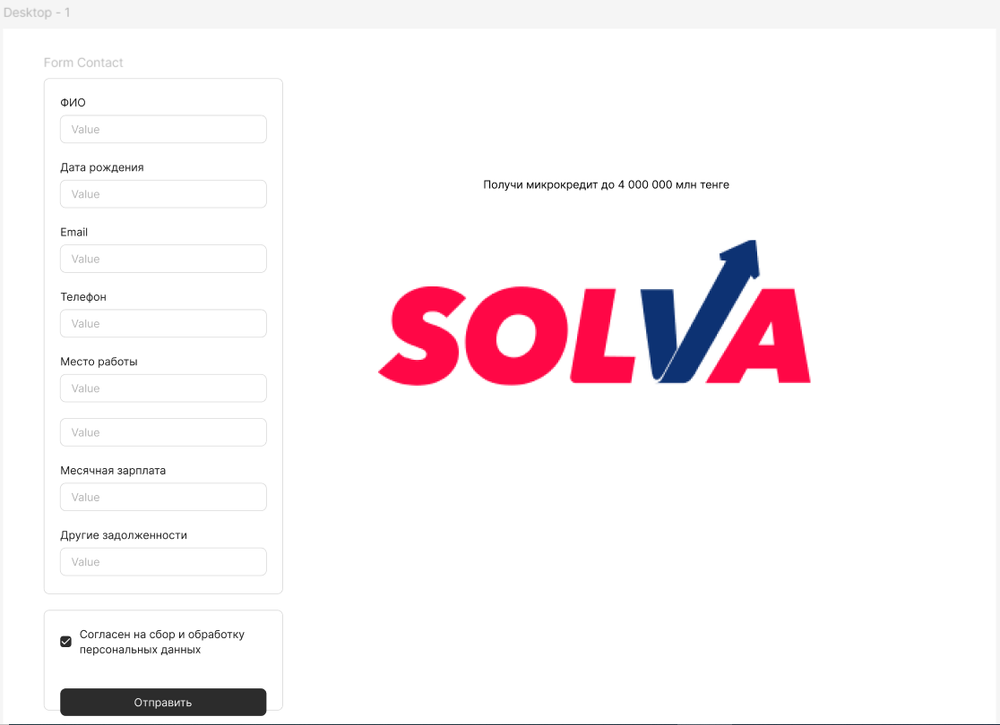 Desktop - 1
Form Contact
ФИО
Value
Дата рождения
Value
Email
Value
Телефон
Value
Место работы
Value
Value
Месячная зарплата
Value
Другие задолженности
Value
Согласен на сбор и обработку
персональных данных
Отправить
Получи микрокредит до 4 000 000 млн тенге
SOLVA